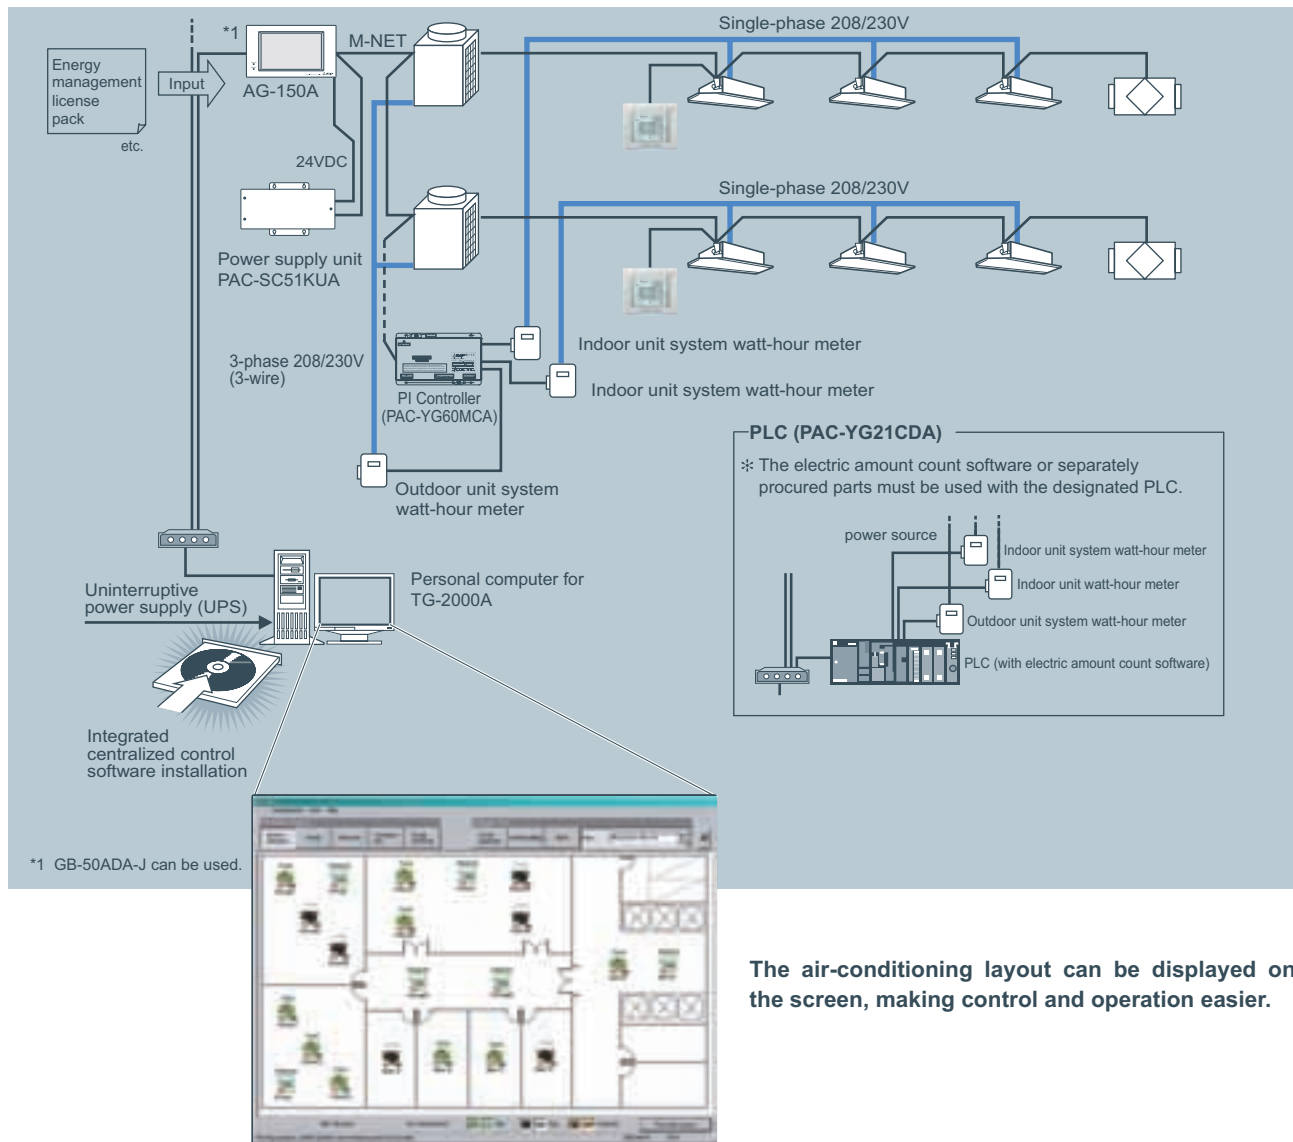 *1
M-NET
Single-phase 208/230V
Energy
management
license
pack
etc.
Input
AG-150A
24VDC
Power supply unit
PAC-SC51KUA
Single-phase 208/230V
3-phase 208/230V
(3-wire)
PI Controller
(PAC-YG60MCA)
Indoor unit system watt-hour meter
Indoor unit system watt-hour meter
Outdoor unit system
watt-hour meter
PLC (PAC-YG21CDA)
✻ The electric amount count software or separately
procured parts must be used with the designated PLC.
power source
Indoor unit system watt-hour meter
Indoor unit watt-hour meter
Outdoor unit system watt-hour meter
PLC (with electric amount count software)
Uninterruptive
power supply (UPS)
Personal computer for
TG-2000A
Integrated
centralized control
software installation
*1 GB-50ADA-J can be used.
The air-conditioning layout can be displayed on
the screen, making control and operation easier.